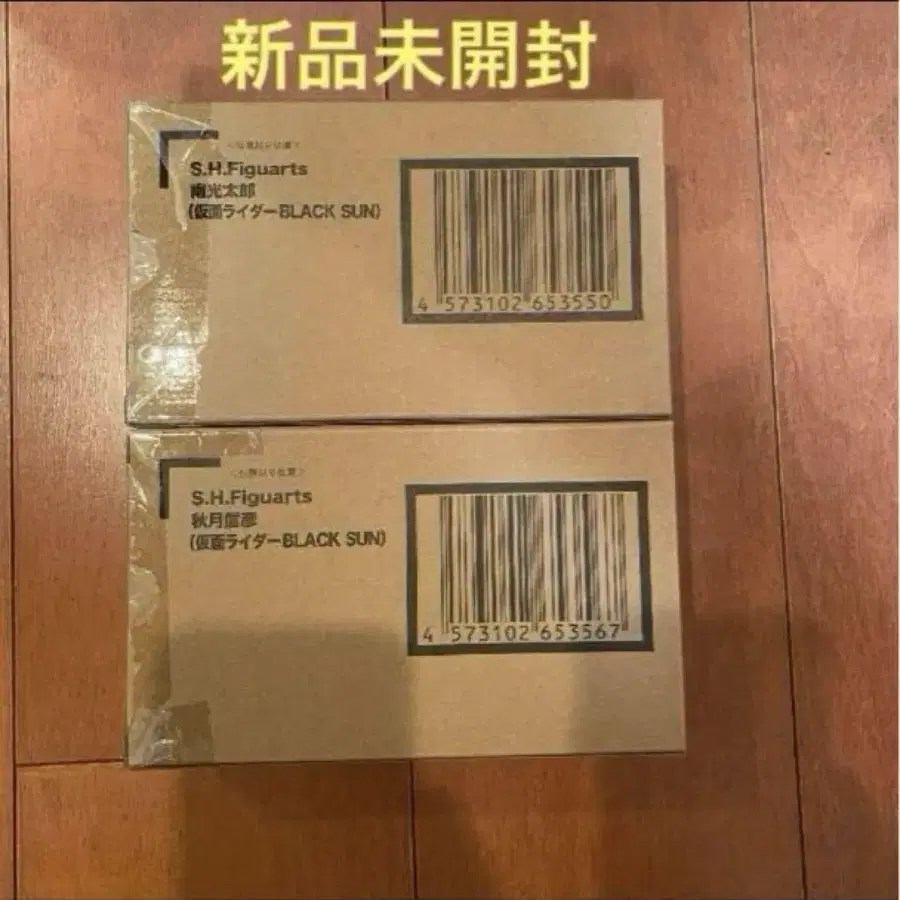 新品未開封
S.H.Figuarts
南光太郎
(仮面ライダーBLACK SUN)
4 573102 653550
S.H.Figuarts
秋月信彦
(仮面ライダーBLACK SUN)
4 573102 653567